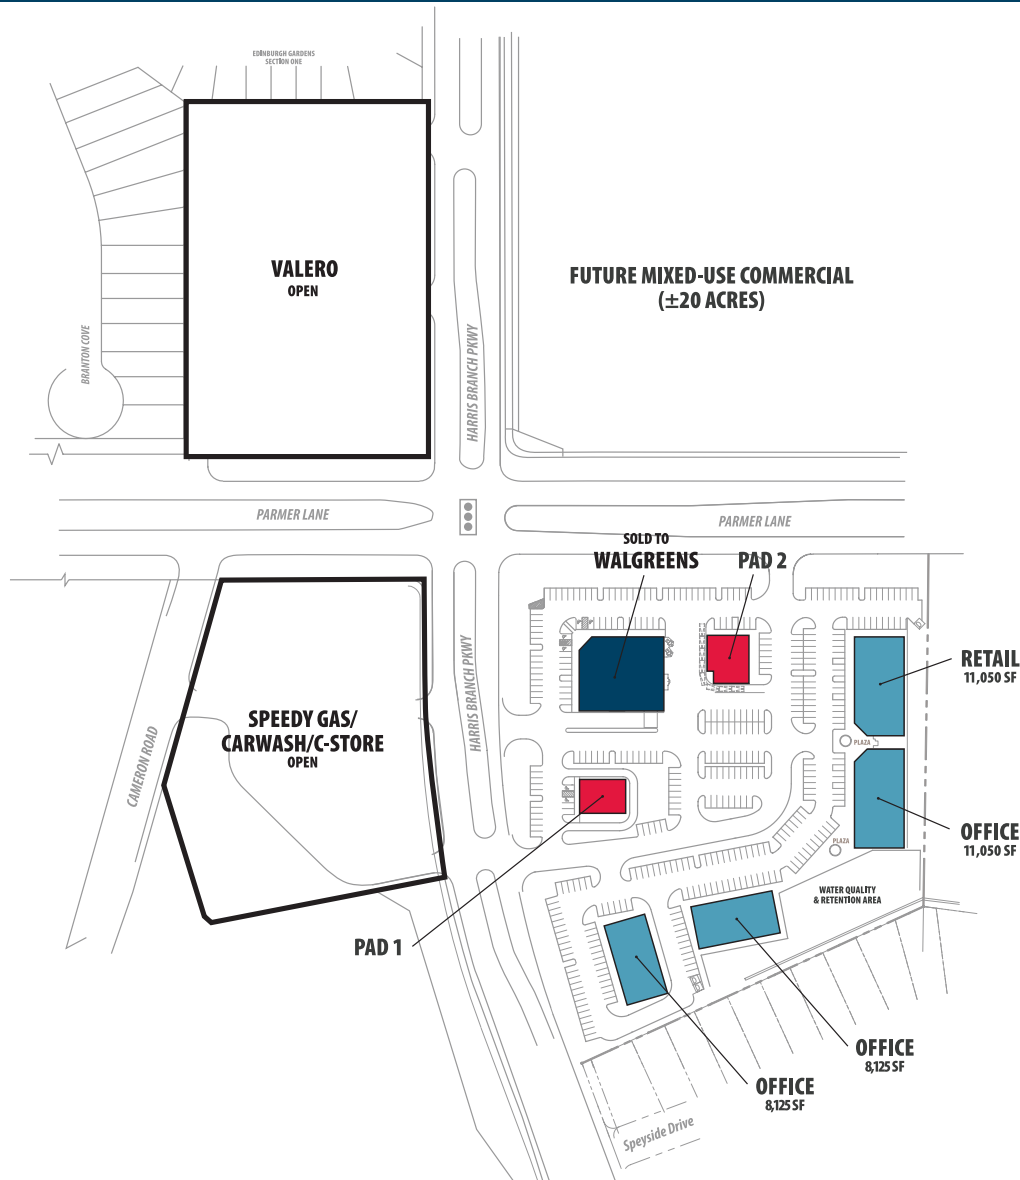 EDINBURGH GARDENS
SECTION ONE
VALERO
OPEN
FUTURE MIXED-USE COMMERCIAL
(±20 ACRES)
BRANTON COVE
HARRIS BRANCH PKWY
PARMER LANE
PARMER LANE
SOLD TO
WALGREENS
PAD 2
RETAIL
11,050 SF
HARRIS BRANCH PKWY
SPEEDY GAS/
CARWASH/C-STORE
OPEN
CAMERON ROAD
PLAZA
OFFICE
11,050 SF
PLAZA
WATER QUALITY
& RETENTION AREA
PAD 1
OFFICE
8,125 SF
OFFICE
8,125 SF
Speyside Drive